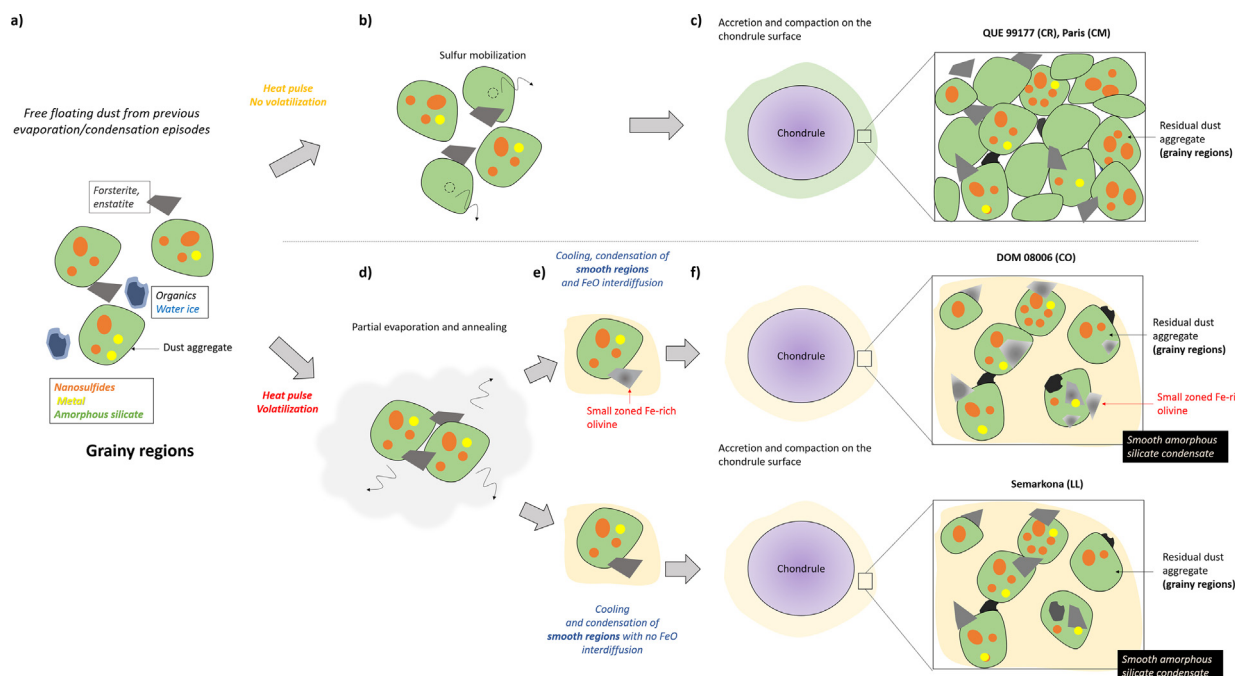 a)
Free floating dust from previous
evaporation/condensation episodes
Forsterite,
enstatite
Organics
Water ice
Dust aggregate
Nanosulfides
Metal
Amorphous silicate
Grainy regions
Heat pulse
No volatilization
Heat pulse
Volatilization
b)
Sulfur mobilization
c)
Accretion and compaction on the
chondrule surface
Chondrule
QUE 99177 (CR), Paris (CM)
Residual dust
aggregate
(grainy regions)
d)
Partial evaporation and annealing
e)
Cooling, condensation of
smooth regions
and FeO interdiffusion
Small zoned Fe-rich
olivine
Cooling
and condensation of
smooth regions with no FeO
interdiffusion
f)
Chondrule
Accretion and compaction on the
chondrule surface
Chondrule
DOM 08006 (CO)
Residual dust
aggregate
(grainy regions)
Small zoned Fe-ri
olivine
Smooth amorphous
silicate condensate
Semarkona (LL)
Residual dust
aggregate
(grainy regions)
Smooth amorphous
silicate condensate